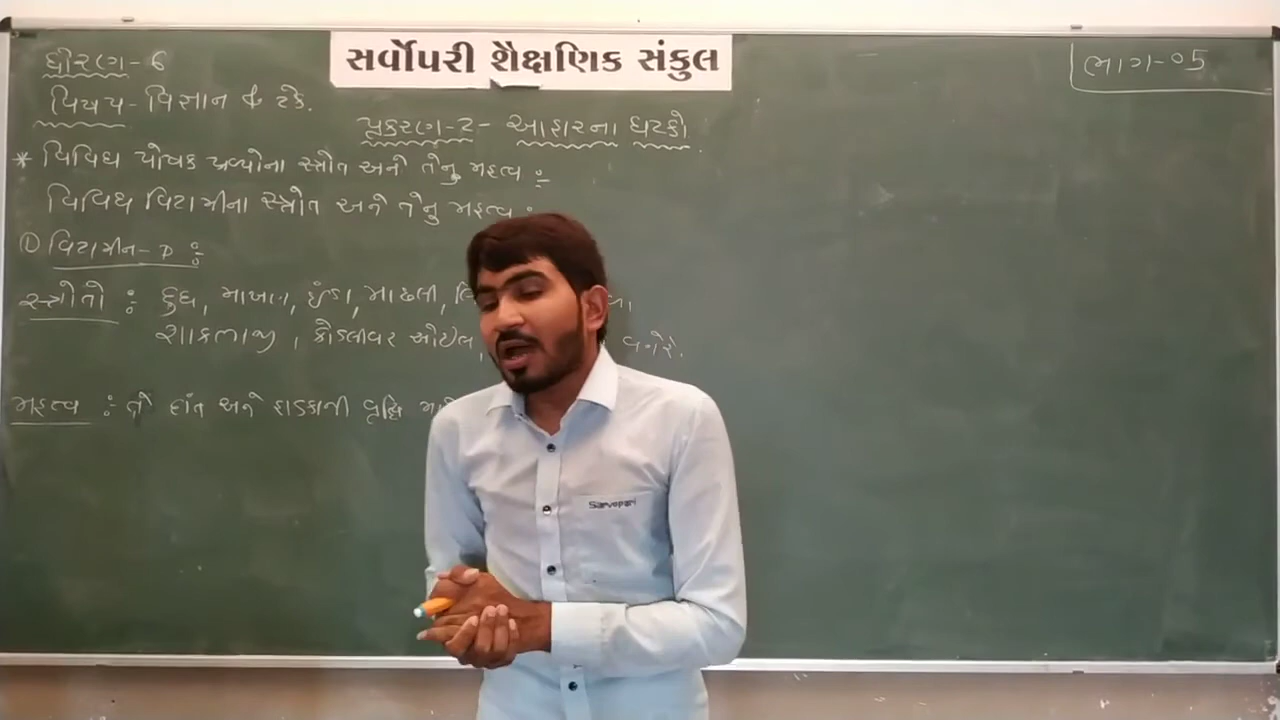 સર્વોપરી શૈક્ષણિક સંકુલ
ધોરણ-6
ભાગ-05
વિષય-વિજ્ઞાન & ટેક.
પ્રકરણ-2- આહારના ઘટકો.
* વિવિધ પોષક દ્રવ્યોના સ્ત્રોત અને તેનુ મહત્વ :-
વિવિધ વિટામીના સ્ત્રોત અને તેનુ મહત્વ :
① વિટામીન-D :-
સ્ત્રોતો : દુધ, માખણ, ઈંડા, માછલી,
શાકભાજી, કોડલીવર ઓઈલ, વગેરે.
મહત્વ :- તે દાંત અને હાડકાની વૃદ્ધિ
Sarvopari